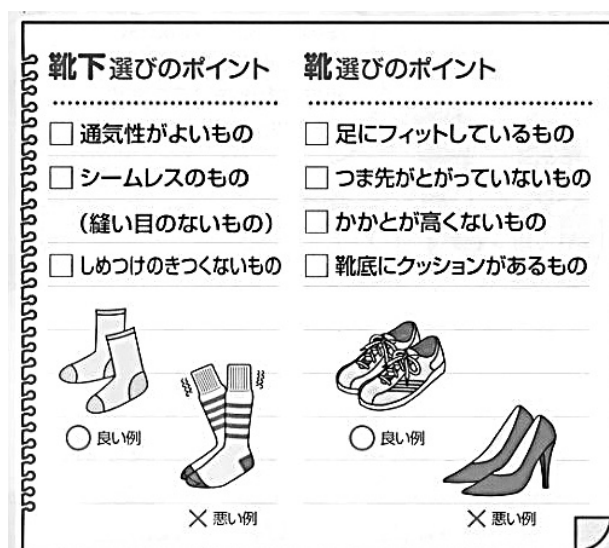 靴下選びのポイント
通気性がよいもの
シームレスのもの
（縫い目のないもの）
しめつけのきつくないもの
○ 良い例
× 悪い例
靴選びのポイント
足にフィットしているもの
つま先がとがっていないもの
かかとが高くないもの
靴底にクッションがあるもの
○ 良い例
× 悪い例